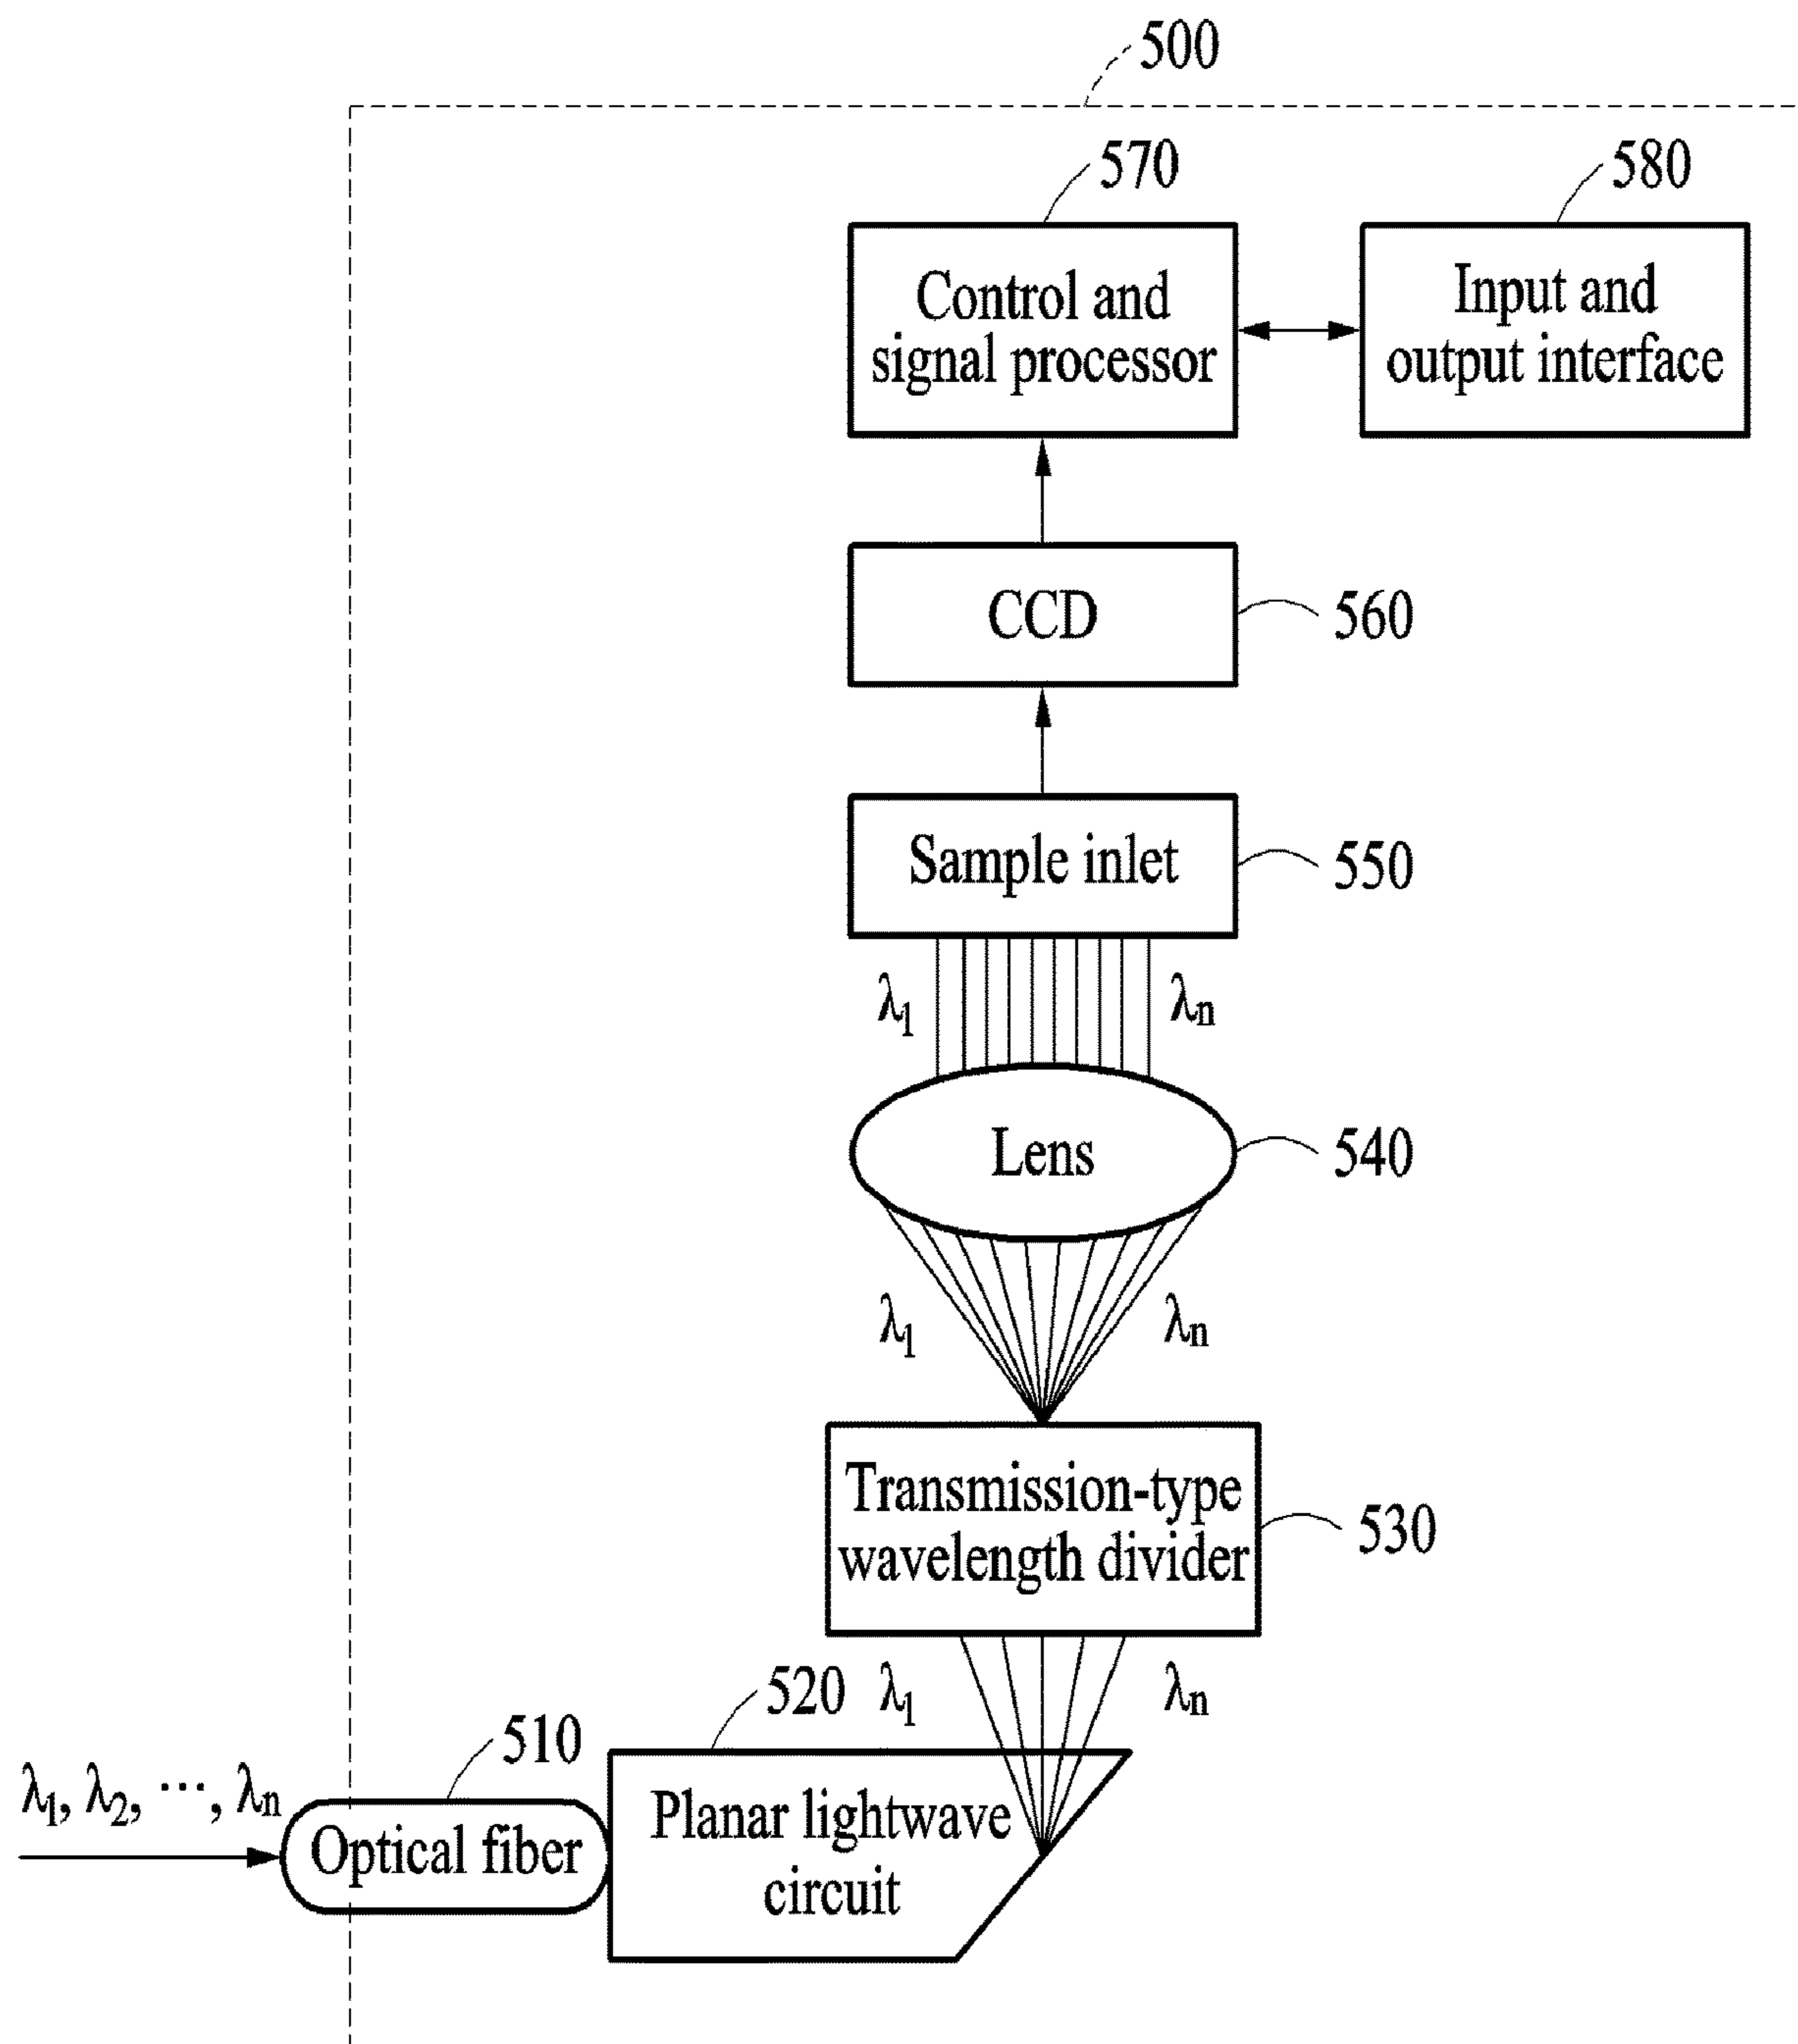 500
570
580
Control and
signal processor
Input and
output interface
CCD
560
Sample inlet
550
λ1
λn
Lens
540
λ1
λn
Transmission-type
wavelength divider
530
520
λ1
λn
510
λ1, λ2, ···, λn
Optical fiber
Planar lightwave
circuit